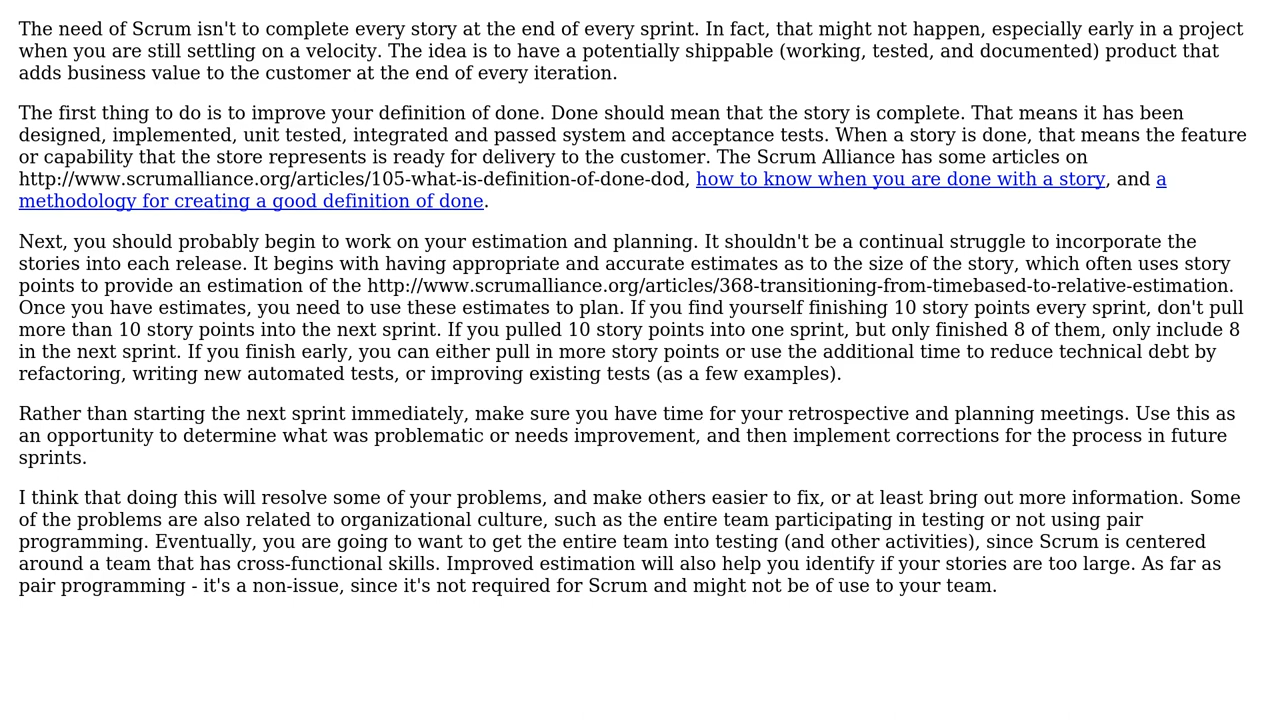 The need of Scrum isn't to complete every story at the end of every sprint. In fact, that might not happen, especially early in a project
when you are still settling on a velocity. The idea is to have a potentially shippable (working, tested, and documented) product that
adds business value to the customer at the end of every iteration.
The first thing to do is to improve your definition of done. Done should mean that the story is complete. That means it has been
designed, implemented, unit tested, integrated and passed system and acceptance tests. When a story is done, that means the feature
or capability that the store represents is ready for delivery to the customer. The Scrum Alliance has some articles on
http://www.scrumalliance.org/articles/105-what-is-definition-of-done-dod, how to know when you are done with a story, and a
methodology for creating a good definition of done.
Next, you should probably begin to work on your estimation and planning. It shouldn't be a continual struggle to incorporate the
stories into each release. It begins with having appropriate and accurate estimates as to the size of the story, which often uses story
points to provide an estimation of the http://www.scrumalliance.org/articles/368-transitioning-from-timebased-to-relative-estimation.
Once you have estimates, you need to use these estimates to plan. If you find yourself finishing 10 story points every sprint, don't pull
more than 10 story points into the next sprint. If you pulled 10 story points into one sprint, but only finished 8 of them, only include 8
in the next sprint. If you finish early, you can either pull in more story points or use the additional time to reduce technical debt by
refactoring, writing new automated tests, or improving existing tests (as a few examples).
Rather than starting the next sprint immediately, make sure you have time for your retrospective and planning meetings. Use this as
an opportunity to determine what was problematic or needs improvement, and then implement corrections for the process in future
sprints.
I think that doing this will resolve some of your problems, and make others easier to fix, or at least bring out more information. Some
of the problems are also related to organizational culture, such as the entire team participating in testing or not using pair
programming. Eventually, you are going to want to get the entire team into testing (and other activities), since Scrum is centered
around a team that has cross-functional skills. Improved estimation will also help you identify if your stories are too large. As far as
pair programming - it's a non-issue, since it's not required for Scrum and might not be of use to your team.